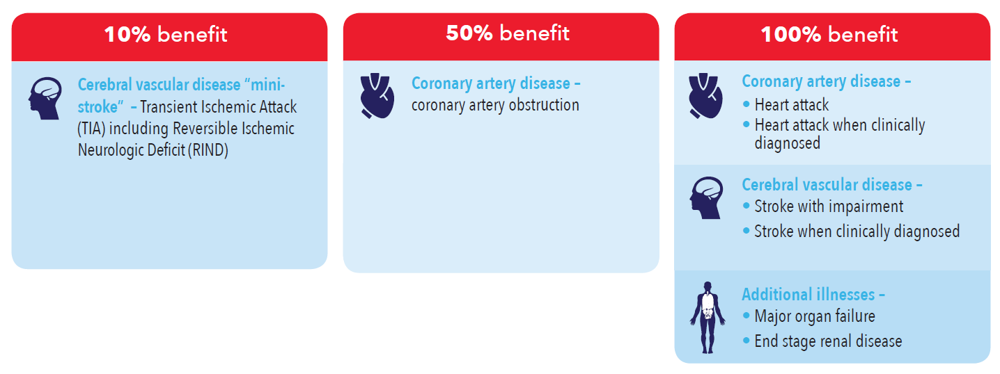 10% benefit
Cerebral vascular disease “mini-
stroke” – Transient Ischemic Attack
(TIA) including Reversible Ischemic
Neurologic Deficit (RIND)
50% benefit
Coronary artery disease –
coronary artery obstruction
100% benefit
Coronary artery disease –
• Heart attack
• Heart attack when clinically
diagnosed
Cerebral vascular disease –
• Stroke with impairment
• Stroke when clinically diagnosed
Additional illnesses –
• Major organ failure
• End stage renal disease